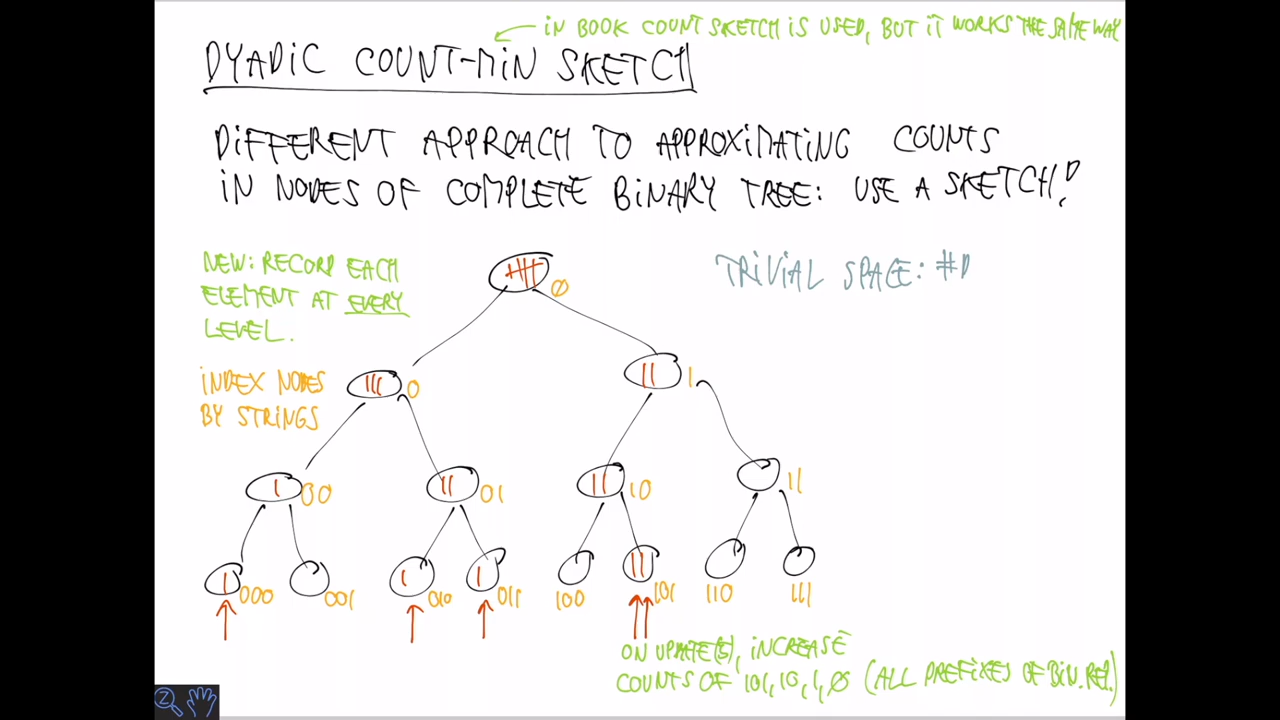 IN BOOK COUNT SKETCH IS USED, BUT IT WORKS THE SAME WAY
DYADIC COUNT-MIN SKETCH
DIFFERENT APPROACH TO APPROXIMATING COUNTS
IN NODES OF COMPLETE BINARY TREE: USE A SKETCH!
NEW: RECORD EACH
ELEMENT AT EVERY
LEVEL.
TRIVIAL SPACE: #
∅
INDEX NODES
BY STRINGS
0
1
00
01
10
11
000
001
010
011
100
101
110
111
ON UPDATE(5), INCREASE
COUNTS OF 101, 10, 1, ∅ (ALL PREFIXES OF BIN. REP.)